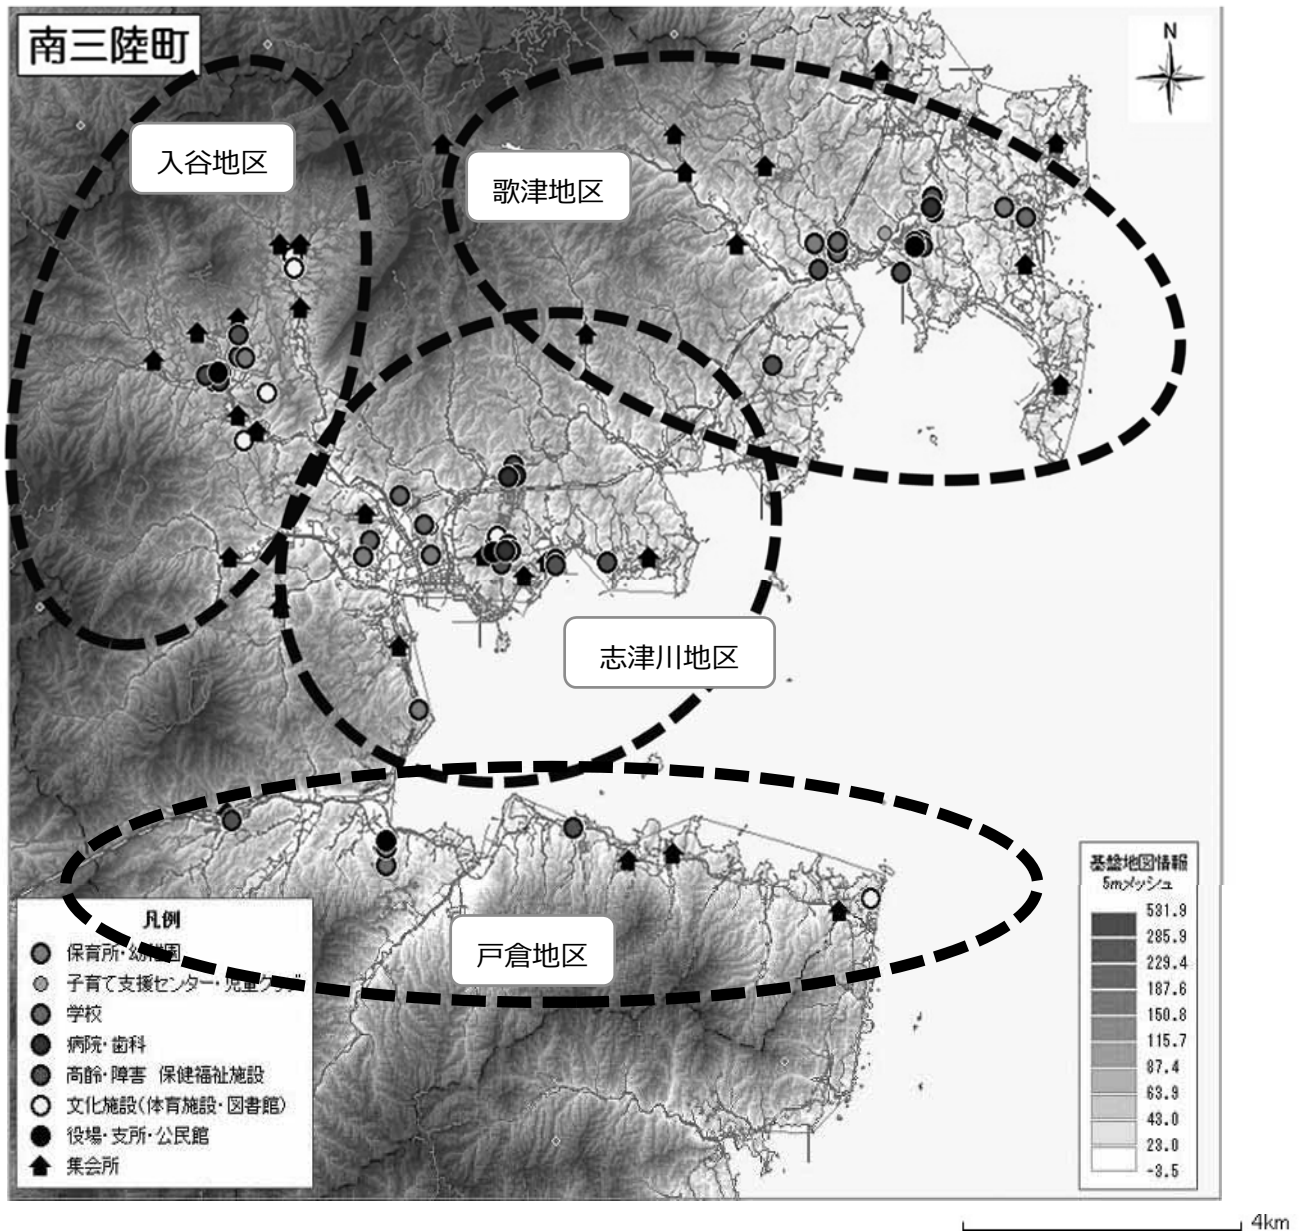 南三陸町
N
入谷地区
歌津地区
志津川地区
戸倉地区
凡例
保育所・幼稚園
子育て支援センター・児童クラブ
学校
病院・歯科
高齢・障害 保健福祉施設
文化施設(体育施設・図書館)
役場・支所・公民館
集会所
基盤地図情報
5mメッシュ
531.9
285.9
229.4
187.6
150.8
115.7
87.4
63.9
43.0
23.0
-3.5
4km